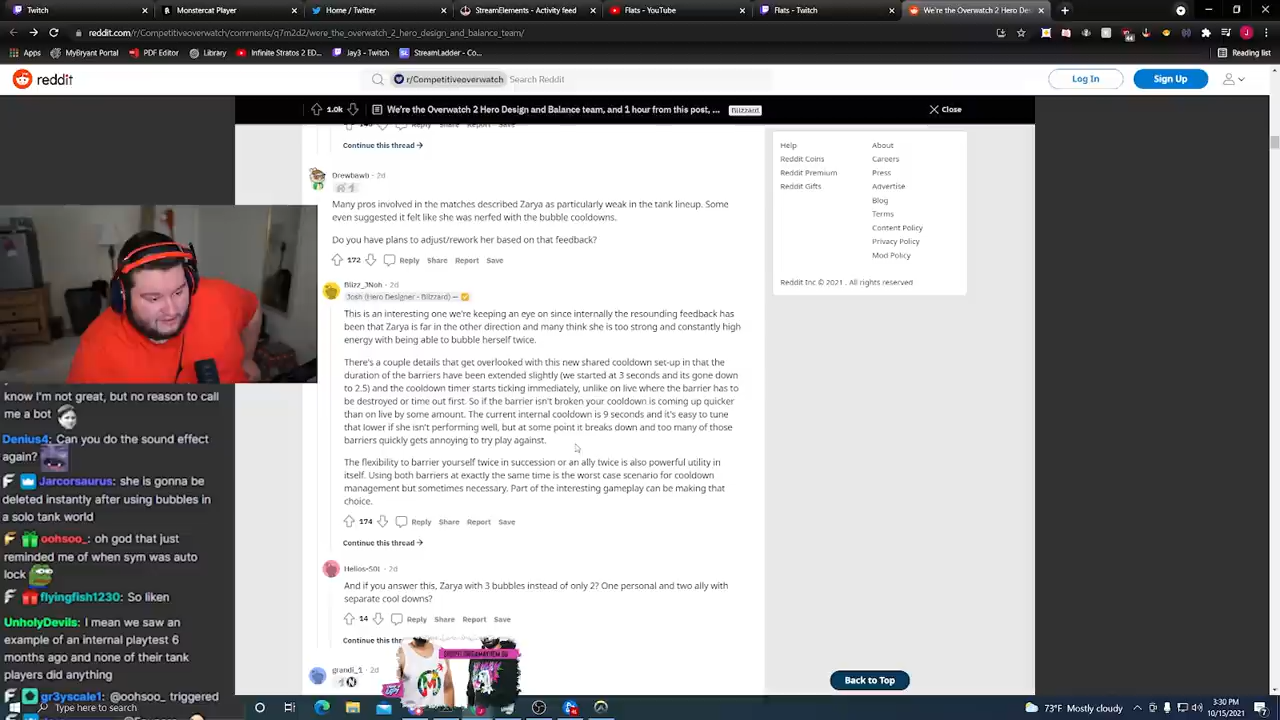 Twitch
Monstercat Player
Home / Twitter
StreamElements
Flats - YouTube
Flats - Twitch
We're the Overwatch 2 Hero De
reddit.com/r/Competitiveoverwatch/comments/q7m2d2/were_the_overwatch_2_hero_design_and_balance_team/
Apps
MyBryant Portal
PDF Editor
Library
Infinite Stratos 2 ED...
Jay3 - Twitch
StreamLadder - Co...
Reading list
reddit
r/Competitiveoverwatch
Search Reddit
Log In
Sign Up
1.0k
We're the Overwatch 2 Hero Design and Balance team, and 1 hour from this post, ...
Blizzard
Close
Reply Share Report Save
Continue this thread →
Drewbawb · 2d
Many pros involved in the matches described Zarya as particularly weak in the tank lineup. Some
even suggested it felt like she was nerfed with the bubble cooldowns.
Do you have plans to adjust/rework her based on that feedback?
172 Reply Share Report Save
Blizz_JNoh · 2d
Josh (Hero Designer - Blizzard) —
This is an interesting one we're keeping an eye on since internally the resounding feedback has
been that Zarya is far in the other direction and many think she is too strong and constantly high
energy with being able to bubble herself twice.
There's a couple details that get overlooked with this new shared cooldown set-up in that the
duration of the barriers have been extended slightly (we started at 3 seconds and its gone down
to 2.5) and the cooldown timer starts ticking immediately, unlike on live where the barrier has to
be destroyed or time out first. So if the barrier isn't broken your cooldown is coming up quicker
than on live by some amount. The current internal cooldown is 9 seconds and it's easy to tune
that lower if she isn't performing well, but at some point it breaks down and too many of those
barriers quickly gets annoying to try play against.
The flexibility to barrier yourself twice in succession or an ally twice is also powerful utility in
itself. Using both barriers at exactly the same time is the worst case scenario for cooldown
management but sometimes necessary. Part of the interesting gameplay can be making that
choice.
174 Reply Share Report Save
Continue this thread →
Helios-501 · 2d
And if you answer this, Zarya with 3 bubbles instead of only 2? One personal and two ally with
separate cool downs?
14 Reply Share Report Save
Continue the
grandi_1 · 2d
Help
Reddit Coins
Reddit Premium
Reddit Gifts
About
Careers
Press
Advertise
Blog
Terms
Content Policy
Privacy Policy
Mod Policy
Reddit Inc © 2021 . All rights reserved
Back to Top
know i'm not great, but no reason to call
me a bot
Denius4: Can you do the sound effect
again?
Jarcorsaurus: she is gonna be
deleted instantly after using bubbles in
a solo tank world
oohsoo_: oh god that just
reminded me when sym was an auto
lock
flyingfish1230: So liken
UnholyDevils: I mean we saw an
example of an internal playtest 6
months ago and none of their tank
players did anything
gr3yscale1: @oohsoo_ triggered
Type here to search
73°F Mostly cloudy
3:30 PM
10/15/2021